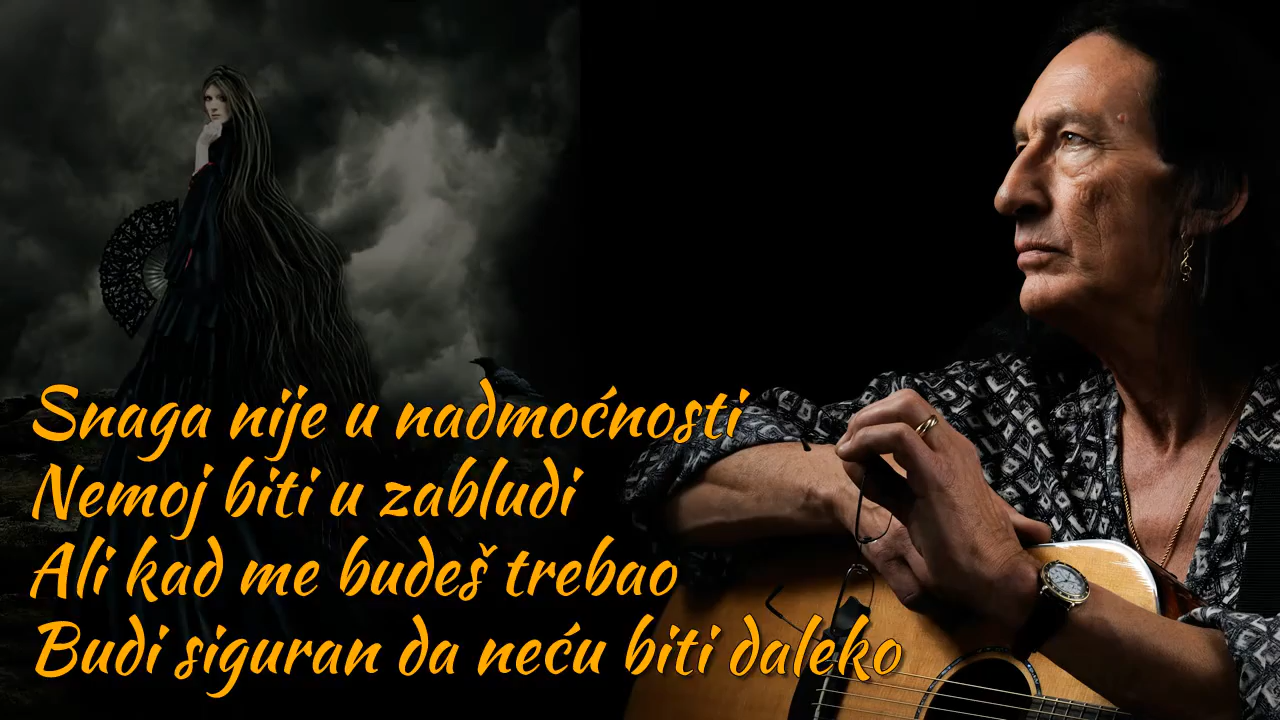 Snaga nije u nadmoćnosti
Nemoj biti u zabludi
Ali kad me budeš trebao
Budi siguran da neću biti daleko